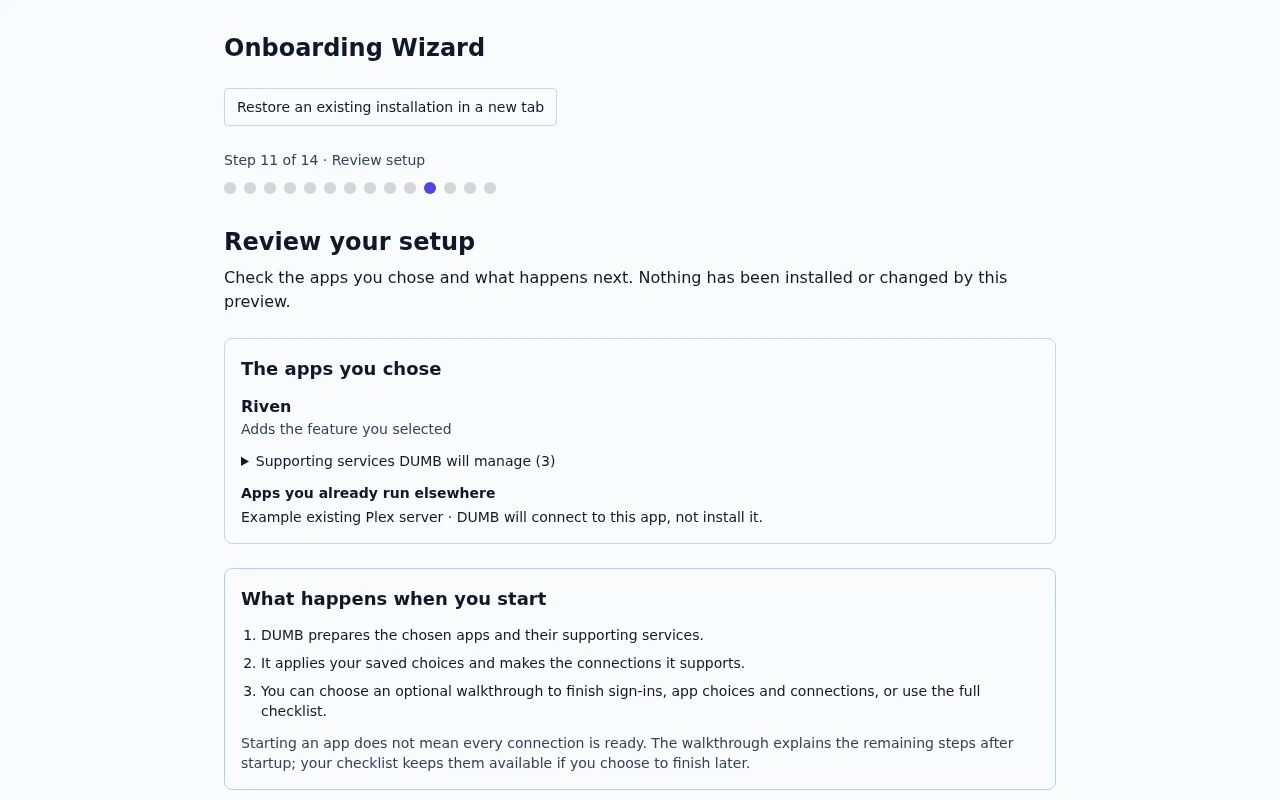 Onboarding Wizard
Restore an existing installation in a new tab
Step 11 of 14 · Review setup
Review your setup
Check the apps you chose and what happens next. Nothing has been installed or changed by this
preview.
The apps you chose
Riven
Adds the feature you selected
Supporting services DUMB will manage (3)
Apps you already run elsewhere
Example existing Plex server · DUMB will connect to this app, not install it.
What happens when you start
1. DUMB prepares the chosen apps and their supporting services.
2. It applies your saved choices and makes the connections it supports.
3. You can choose an optional walkthrough to finish sign-ins, app choices and connections, or use the full
checklist.
Starting an app does not mean every connection is ready. The walkthrough explains the remaining steps after
startup; your checklist keeps them available if you choose to finish later.